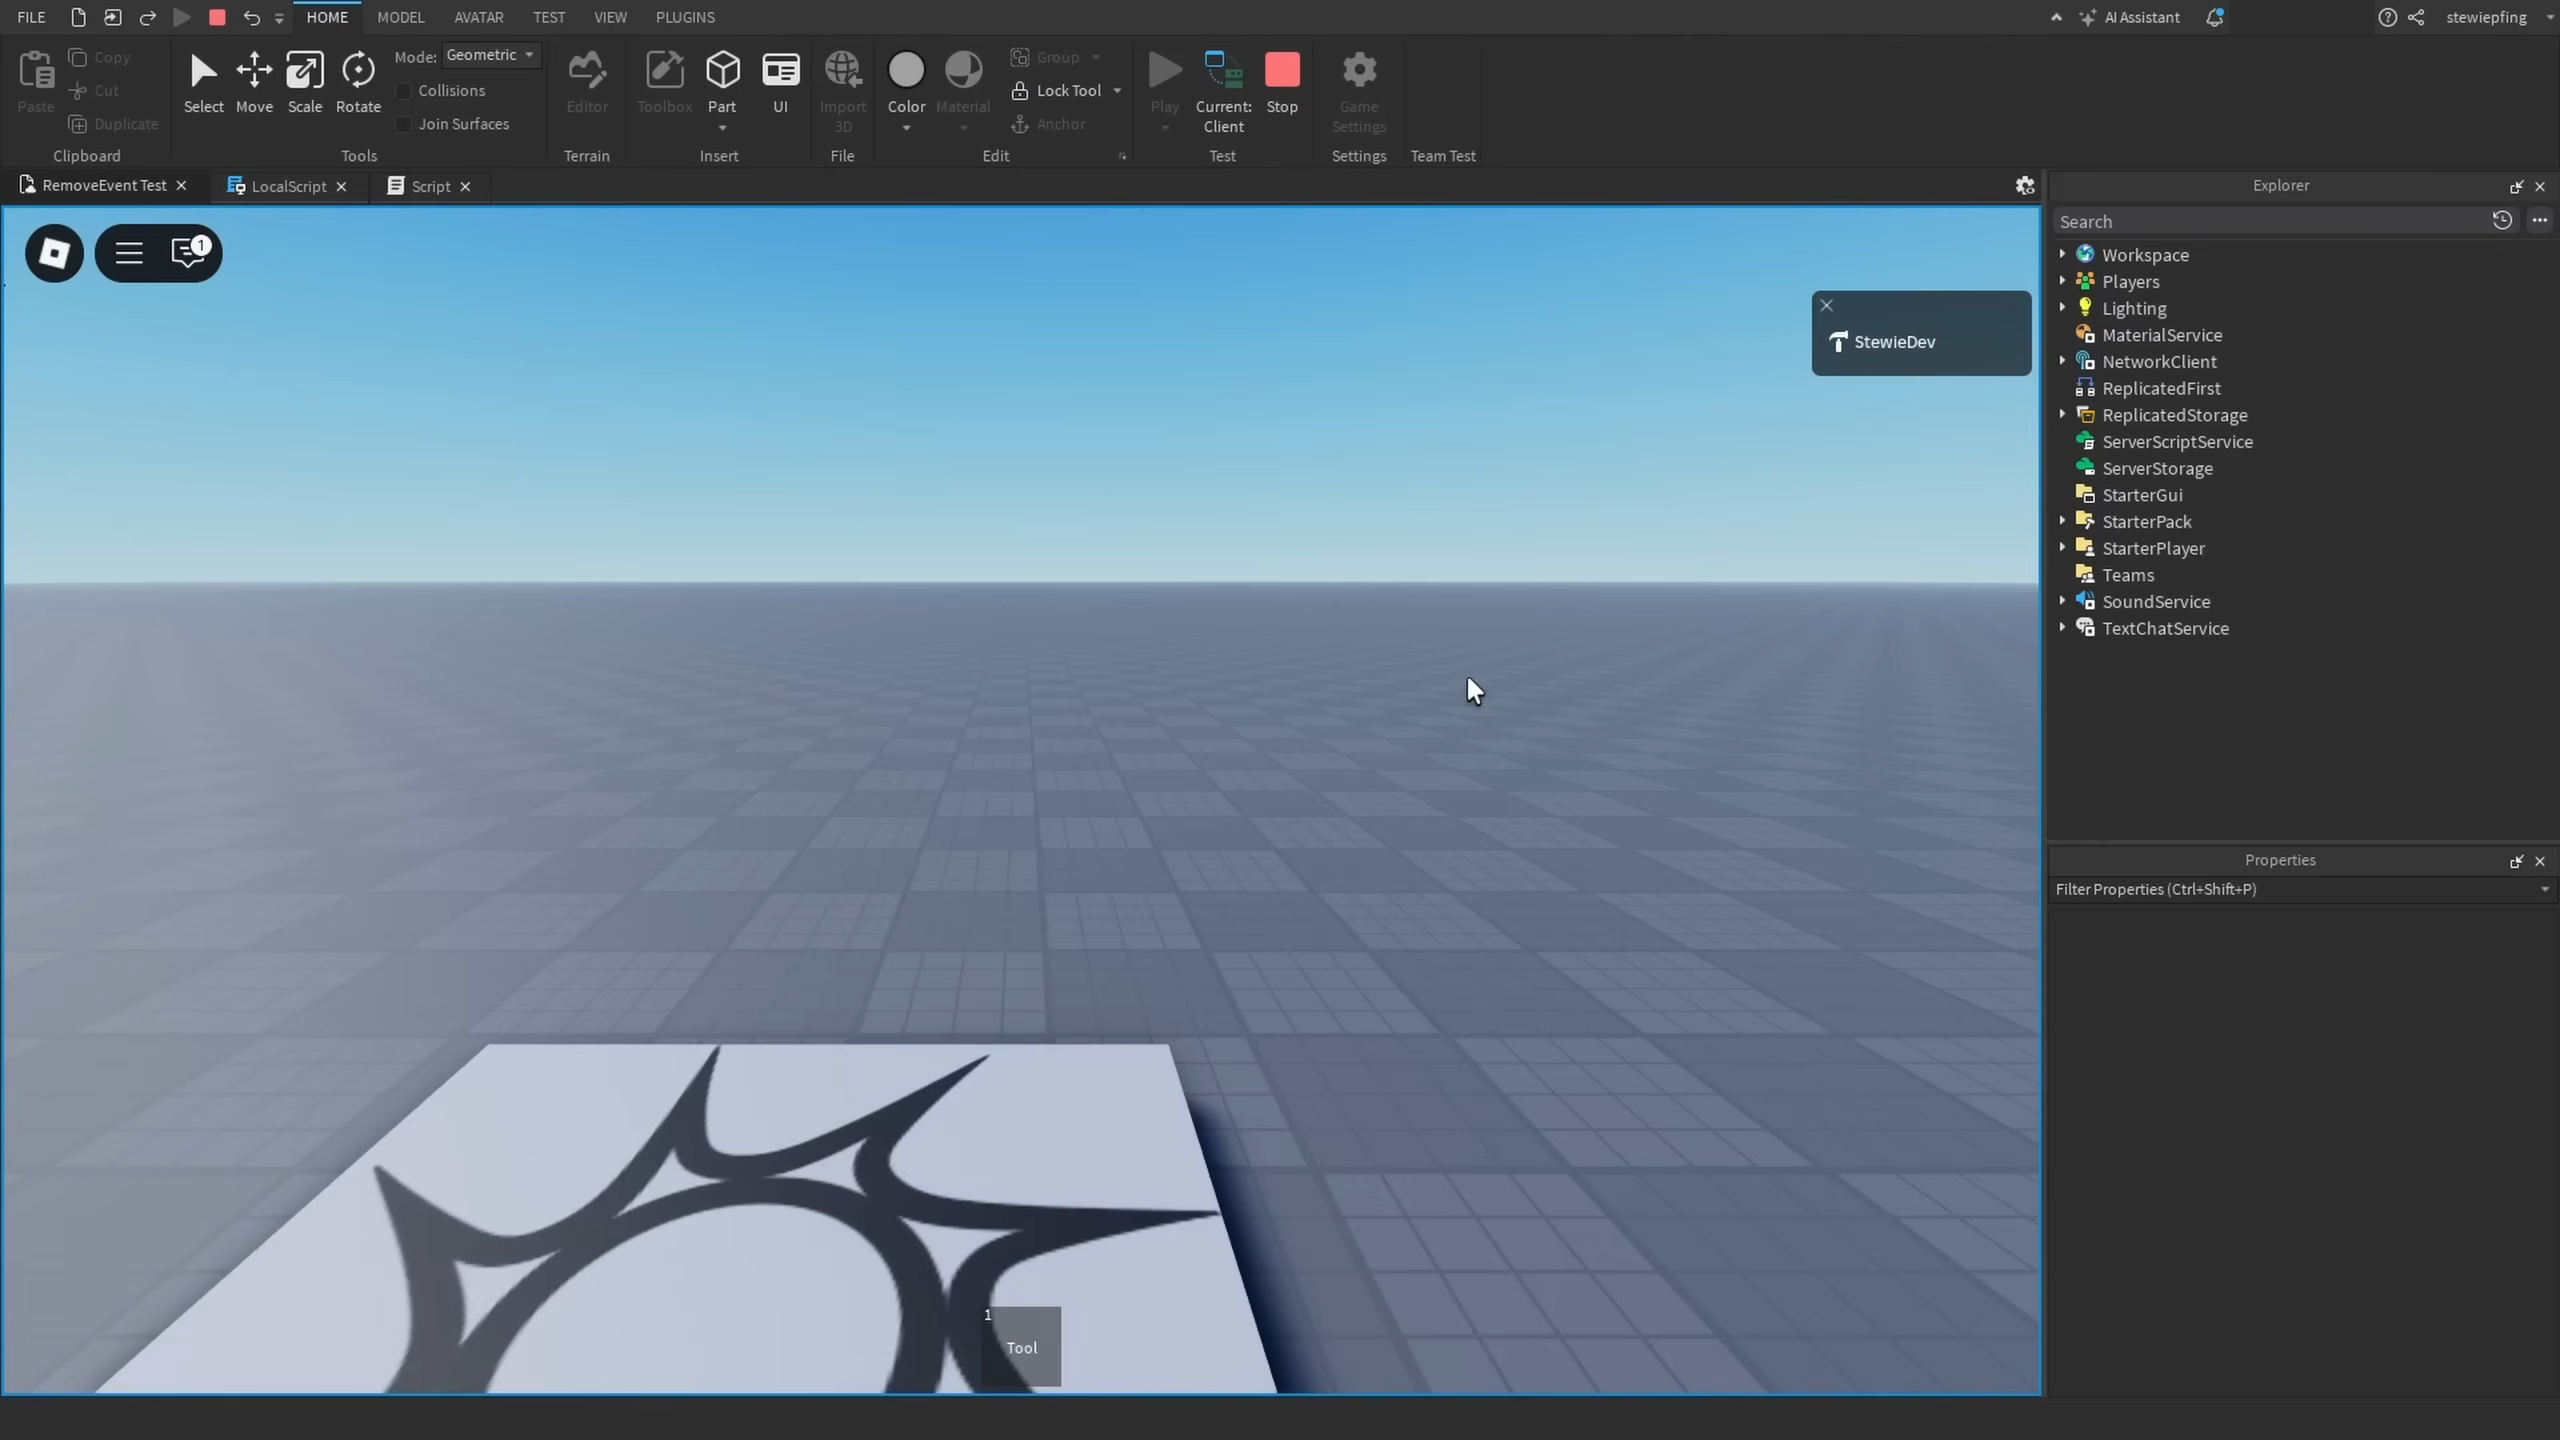 FILE HOME MODEL AVATAR TEST VIEW PLUGINS AI Assistant stewiepfing
Paste Copy Cut Duplicate
Clipboard
Select Move Scale Rotate
Mode: Geometric
Collisions
Join Surfaces
Tools
Editor
Terrain
Toolbox Part UI
Insert
Import 3D
File
Color Material
Group
Lock Tool
Anchor
Edit
Play Current: Client Stop
Test
Game Settings
Settings
Team Test
RemoveEvent Test LocalScript Script
1
StewieDev
1
Tool
Explorer
Search
Workspace
Players
Lighting
MaterialService
NetworkClient
ReplicatedFirst
ReplicatedStorage
ServerScriptService
ServerStorage
StarterGui
StarterPack
StarterPlayer
Teams
SoundService
TextChatService
Properties
Filter Properties (Ctrl+Shift+P)